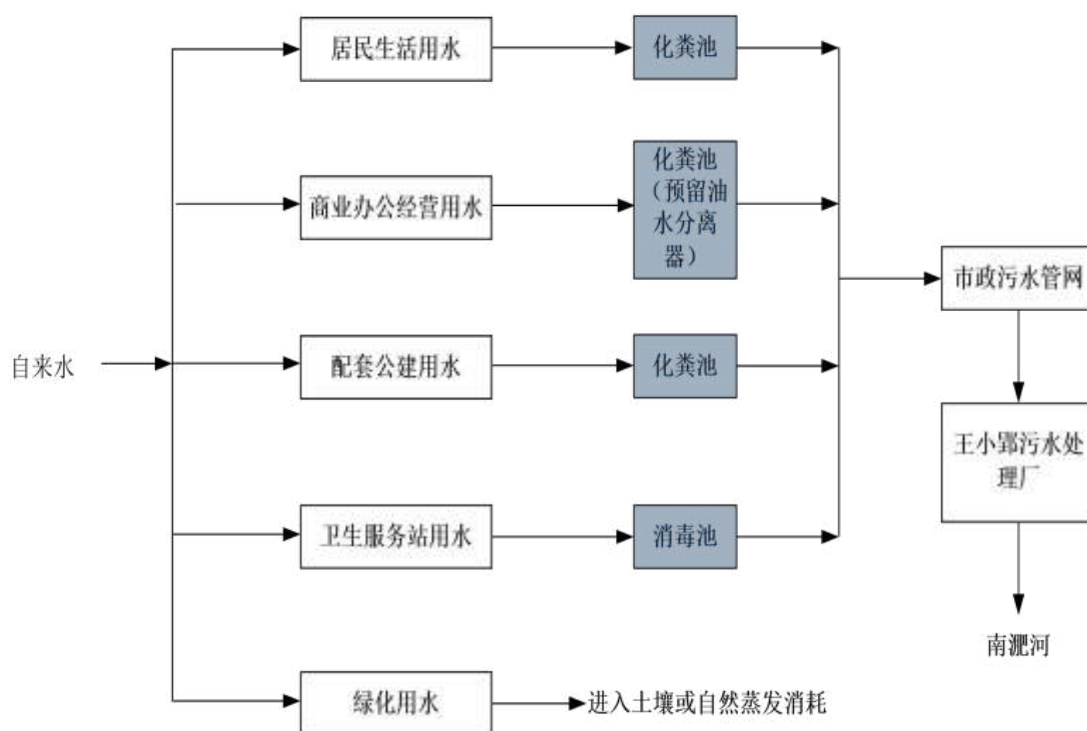 居民生活用水
化粪池
商业办公经营用水
化粪池
（预留油
水分离
器）
市政污水管网
自来水
配套公建用水
化粪池
王小郢污水处
理厂
卫生服务站用水
消毒池
南淝河
绿化用水
进入土壤或自然蒸发消耗